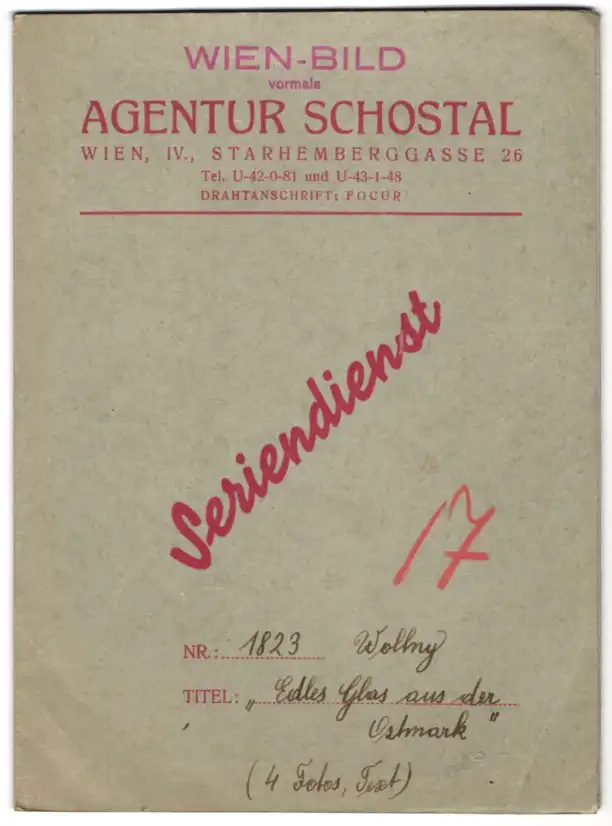 WIEN-BILD
vormals
AGENTUR SCHOSTAL
WIEN, IV., STARHEMBERGGASSE 26
Tel. U-42-0-81 und U-43-1-48
DRAHTANSCHRIFT: FOCUR
Seriendienst
17
NR.: 1823 Wollny
TITEL: „Edles Glas aus der
Ostmark"
(4 Fotos, Text)